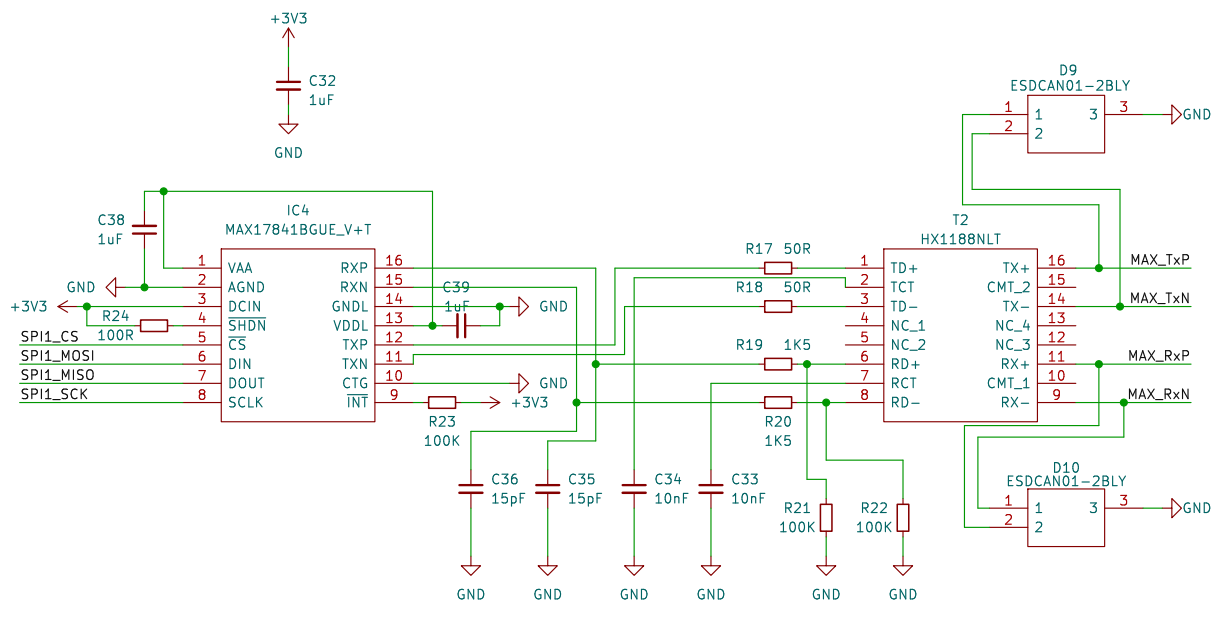 +3V3
C32
1uF
GND
D9
ESDCAN01-2BLY
1 1 3 3 GND
2 2
C38
1uF
IC4
MAX17841BGUE_V+T
1 VAA RXP 16
GND 2 AGND RXN 15
+3V3 3 DCIN GNDL 14
4 SHDN VDDL 13
5 CS TXP 12
6 DIN TXN 11
7 DOUT CTG 10
8 SCLK INT 9
R24
100R
SPI1_CS
SPI1_MOSI
SPI1_MISO
SPI1_SCK
C39
1uF
GND
GND
+3V3
R23
100K
R17 50R
R18 50R
R19 1K5
R20
1K5
T2
HX1188NLT
1 TD+ TX+ 16
2 TCT CMT_2 15
3 TD- TX- 14
4 NC_1 NC_4 13
5 NC_2 NC_3 12
6 RD+ RX+ 11
7 RCT CMT_1 10
8 RD- RX- 9
MAX_TxP
MAX_TxN
MAX_RxP
MAX_RxN
C36
15pF
C35
15pF
C34
10nF
C33
10nF
R21
100K
R22
100K
D10
ESDCAN01-2BLY
1 1 3 3 GND
2 2
GND GND GND GND GND GND